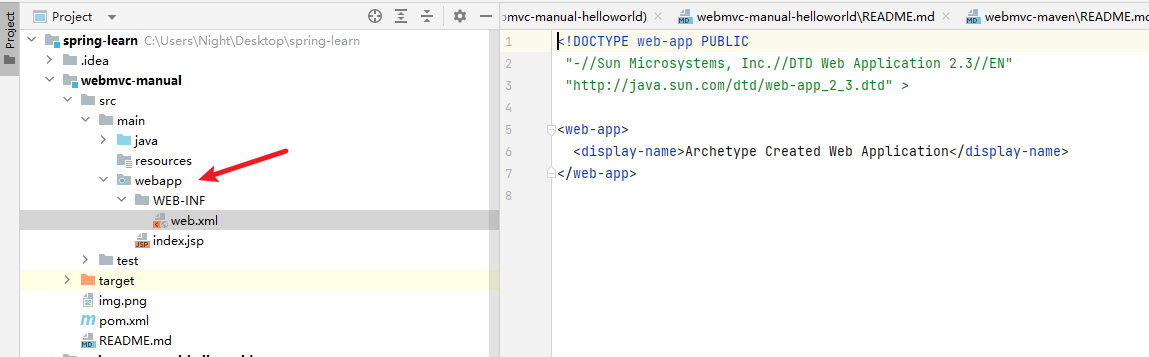 Project
Project
spring-learn C:\Users\Night\Desktop\spring-learn
.idea
webmvc-manual
src
main
java
resources
webapp
WEB-INF
web.xml
index.jsp
test
target
img.png
pom.xml
README.md
bmvc-manual-helloworld)
webmvc-manual-helloworld\README.md
webmvc-maven\README.md
1 <!DOCTYPE web-app PUBLIC
2 "-//Sun Microsystems, Inc.//DTD Web Application 2.3//EN"
3 "http://java.sun.com/dtd/web-app_2_3.dtd" >
4
5 <web-app>
6 <display-name>Archetype Created Web Application</display-name>
7 </web-app>
8